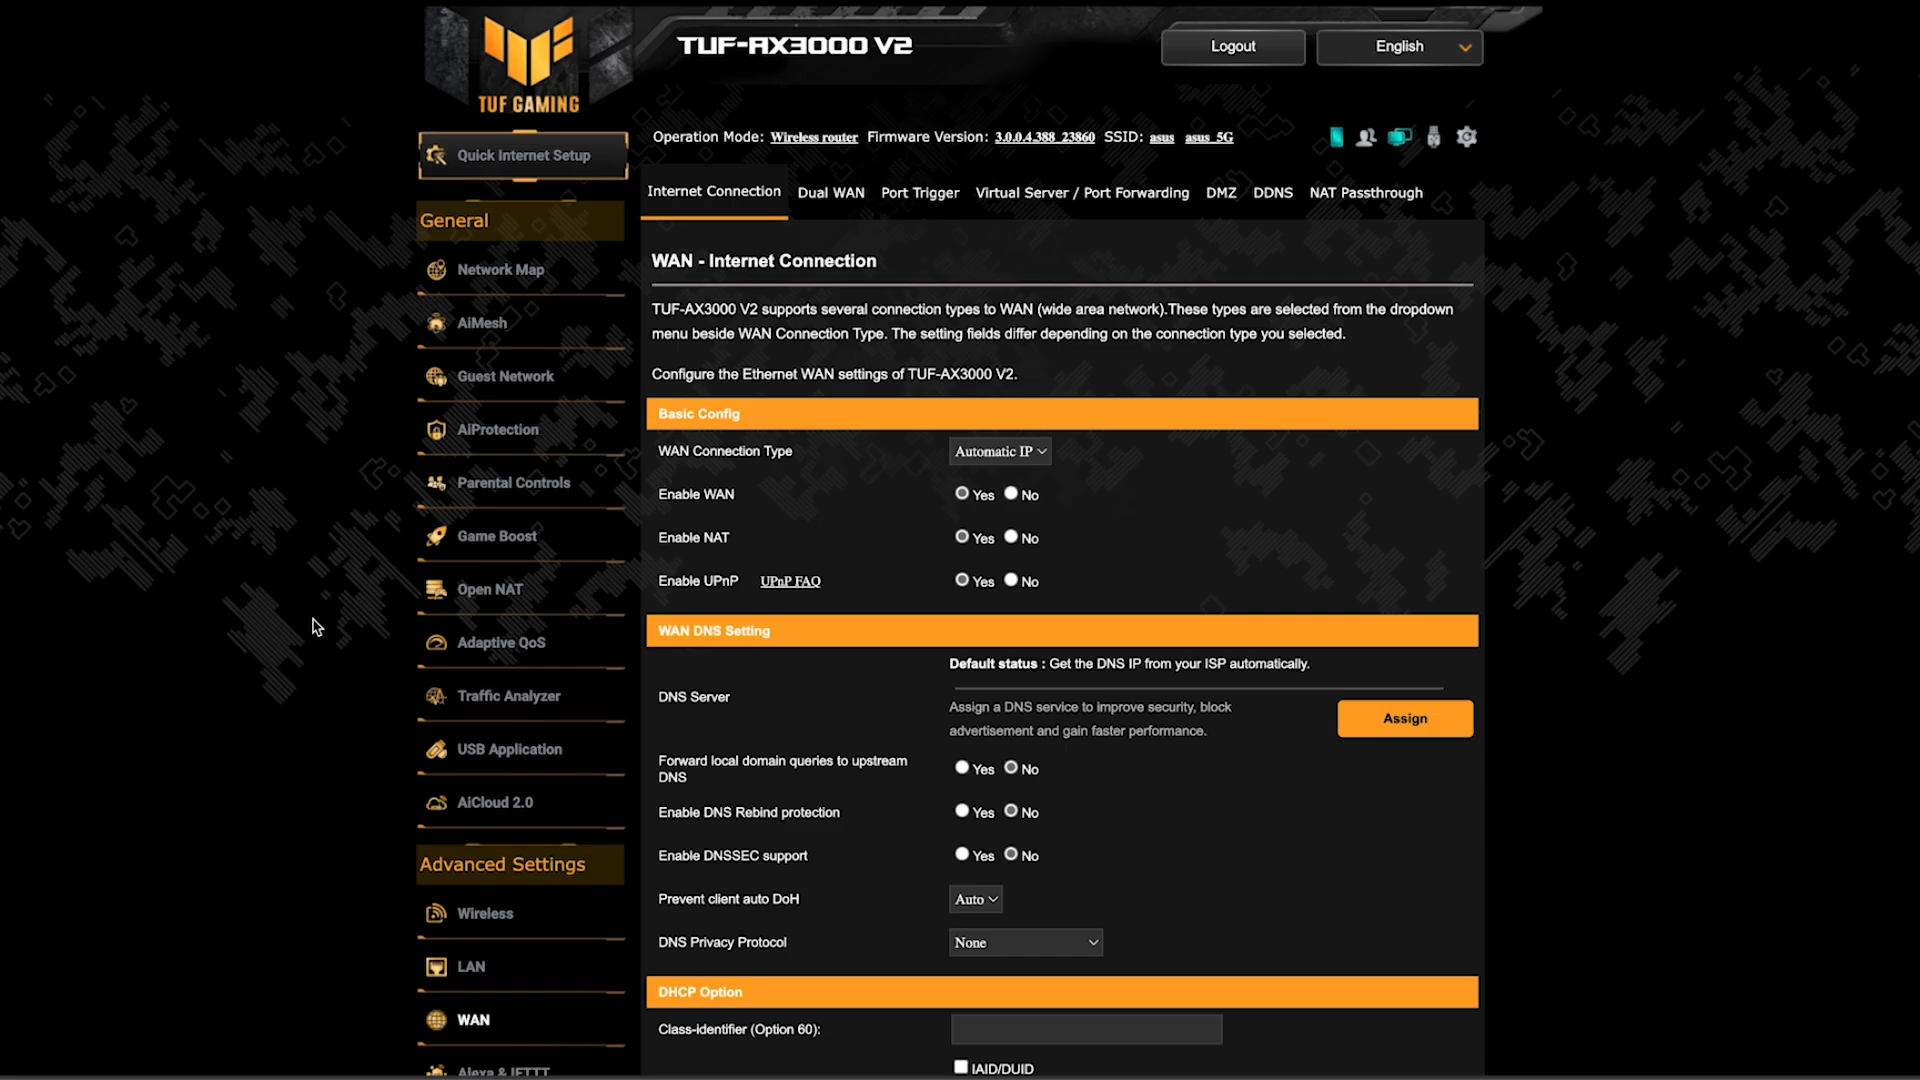 TUF GAMING
TUF-AX3000 V2
Logout
English
Quick Internet Setup
Operation Mode: Wireless router Firmware Version: 3.0.0.4.388_23860 SSID: asus asus_5G
General
Network Map
AiMesh
Guest Network
AiProtection
Parental Controls
Game Boost
Open NAT
Adaptive QoS
Traffic Analyzer
USB Application
AiCloud 2.0
Advanced Settings
Wireless
LAN
WAN
Alexa & IFTTT
Internet Connection Dual WAN Port Trigger Virtual Server / Port Forwarding DMZ DDNS NAT Passthrough
WAN - Internet Connection
TUF-AX3000 V2 supports several connection types to WAN (wide area network).These types are selected from the dropdown
menu beside WAN Connection Type. The setting fields differ depending on the connection type you selected.
Configure the Ethernet WAN settings of TUF-AX3000 V2.
Basic Config
WAN Connection Type Automatic IP
Enable WAN Yes No
Enable NAT Yes No
Enable UPnP UPnP FAQ Yes No
WAN DNS Setting
Default status : Get the DNS IP from your ISP automatically.
DNS Server
Assign a DNS service to improve security, block
advertisement and gain faster performance.
Assign
Forward local domain queries to upstream
DNS
Yes No
Enable DNS Rebind protection Yes No
Enable DNSSEC support Yes No
Prevent client auto DoH Auto
DNS Privacy Protocol None
DHCP Option
Class-identifier (Option 60):
IAID/DUID